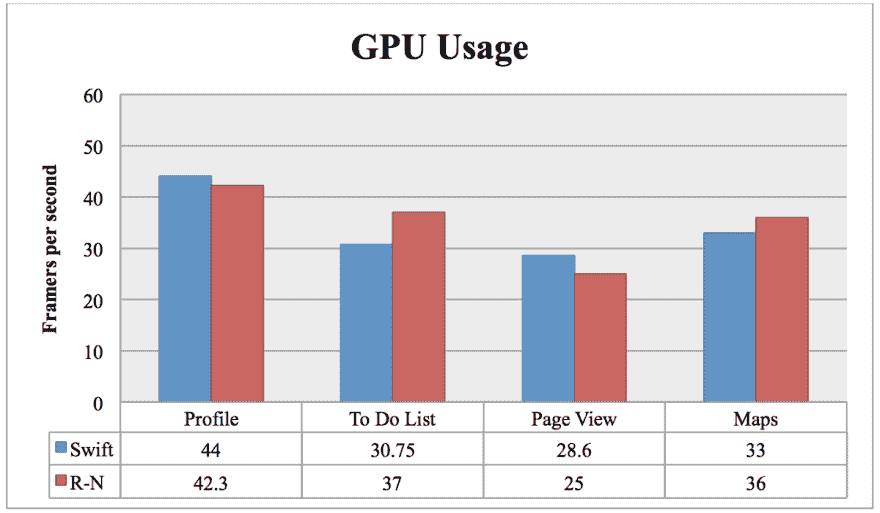 GPU Usage
60
50
40
30
20
10
0
Framers per second
Profile To Do List Page View Maps
Swift 44 30.75 28.6 33
R-N 42.3 37 25 36